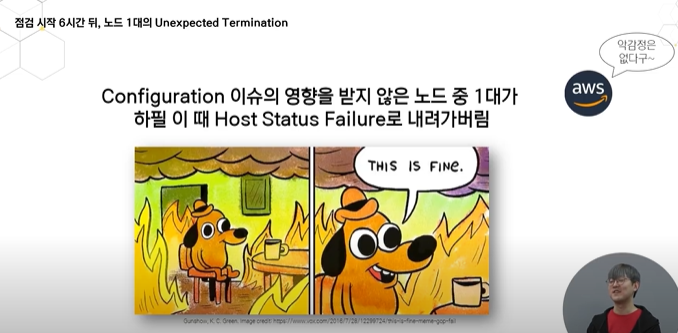 점검 시작 6시간 뒤, 노드 1대의 Unexpected Termination
악감정은
없다구~
aws
Configuration 이슈의 영향을 받지 않은 노드 중 1대가
하필 이 때 Host Status Failure로 내려가버림
THIS IS FINE.
Gunshow, K. C. Green, Image credit: https://www.vox.com/2016/7/28/12299724/this-is-fine-meme-gop-fail